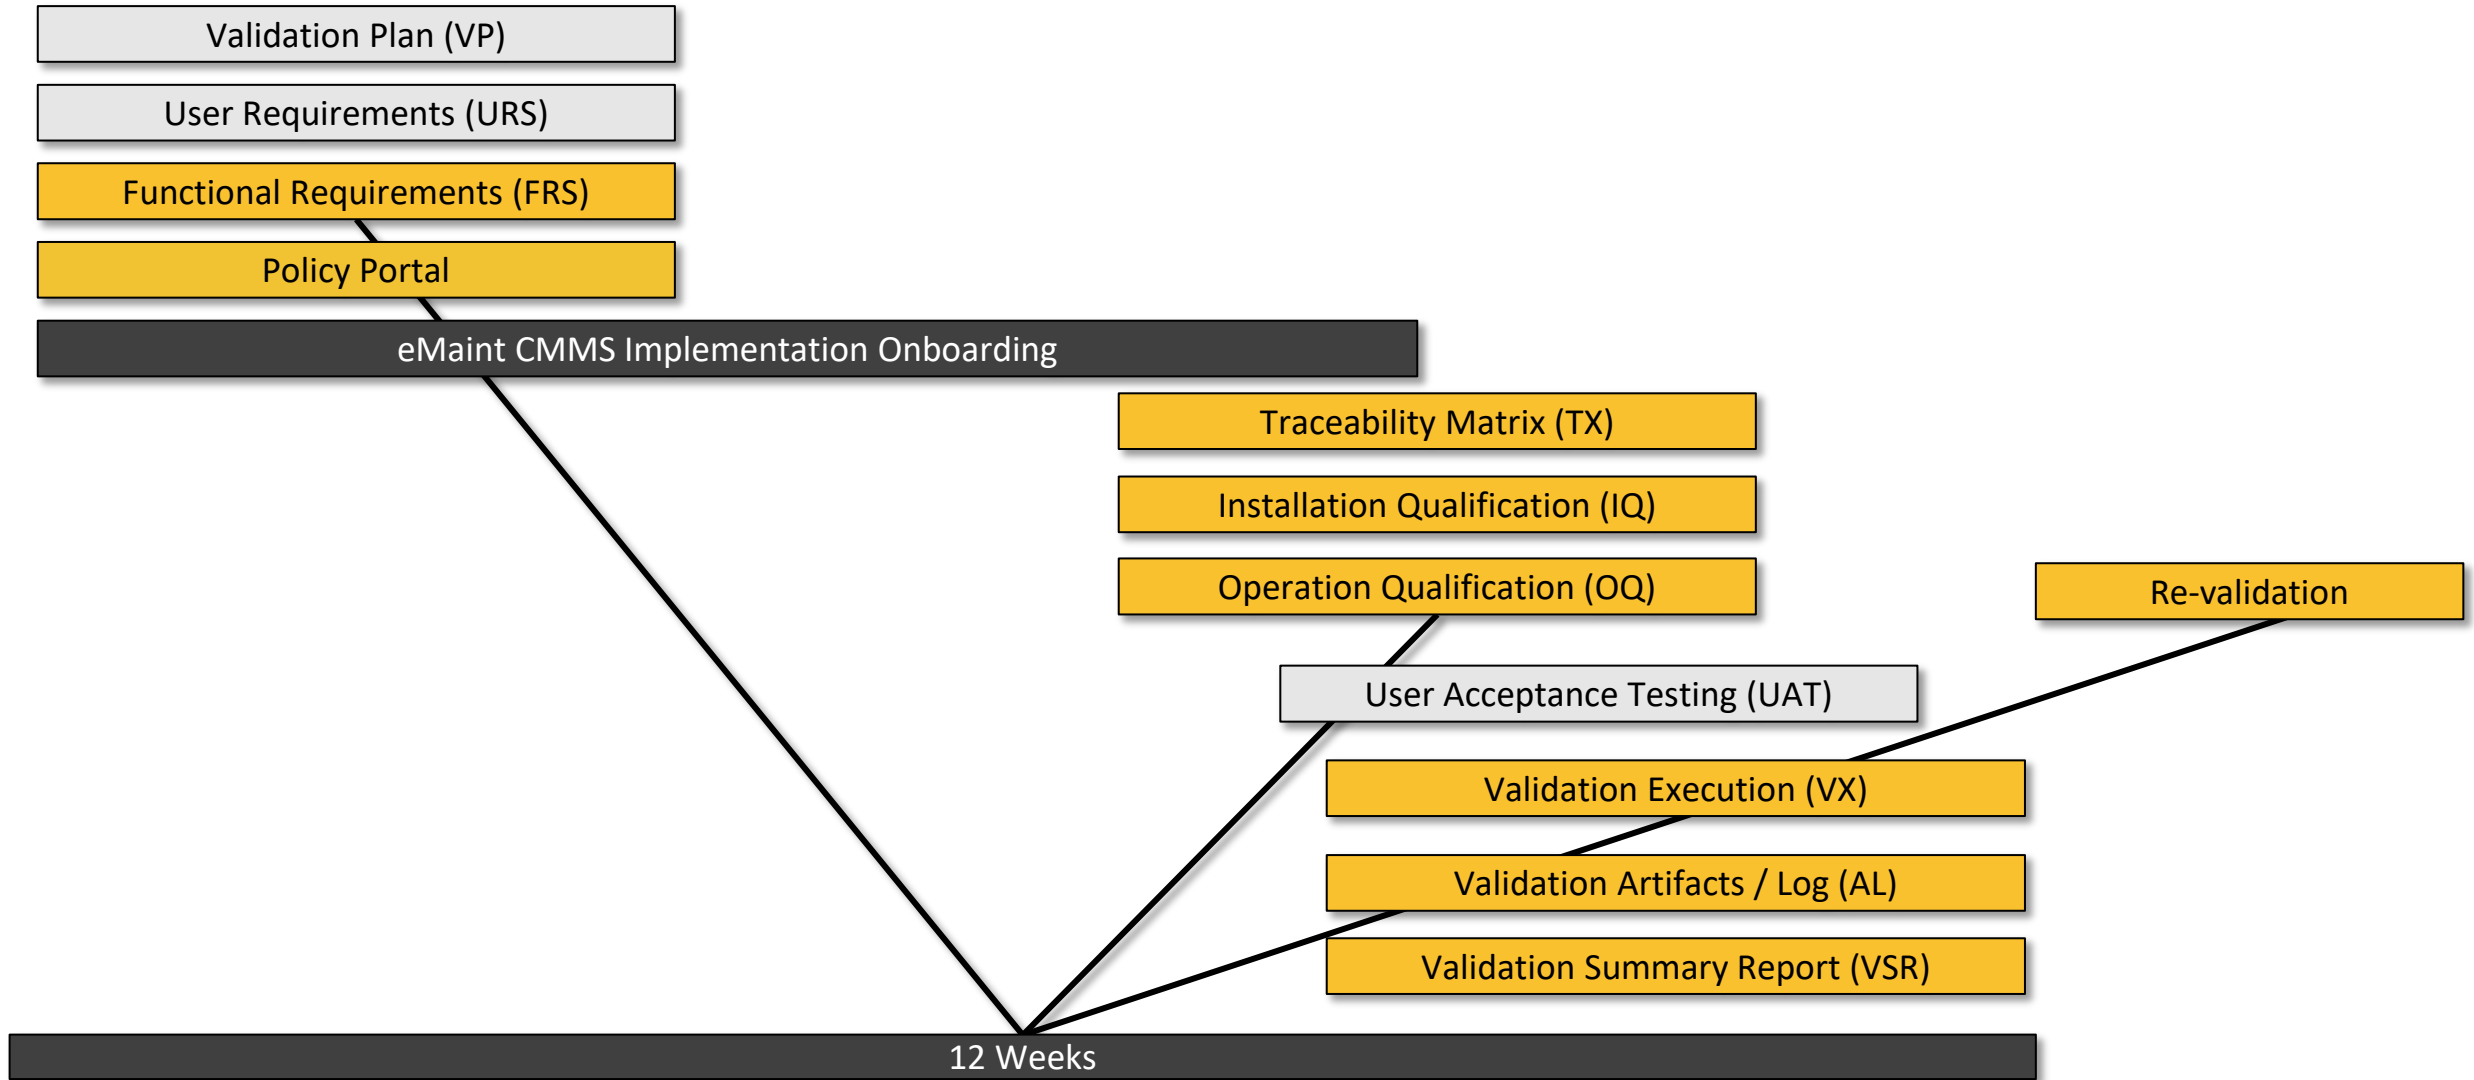 Validation Plan (VP)
User Requirements (URS)
Functional Requirements (FRS)
Policy Portal
eMaint CMMS Implementation Onboarding
Traceability Matrix (TX)
Installation Qualification (IQ)
Operation Qualification (OQ)
Re-validation
User Acceptance Testing (UAT)
Validation Execution (VX)
Validation Artifacts / Log (AL)
Validation Summary Report (VSR)
12 Weeks